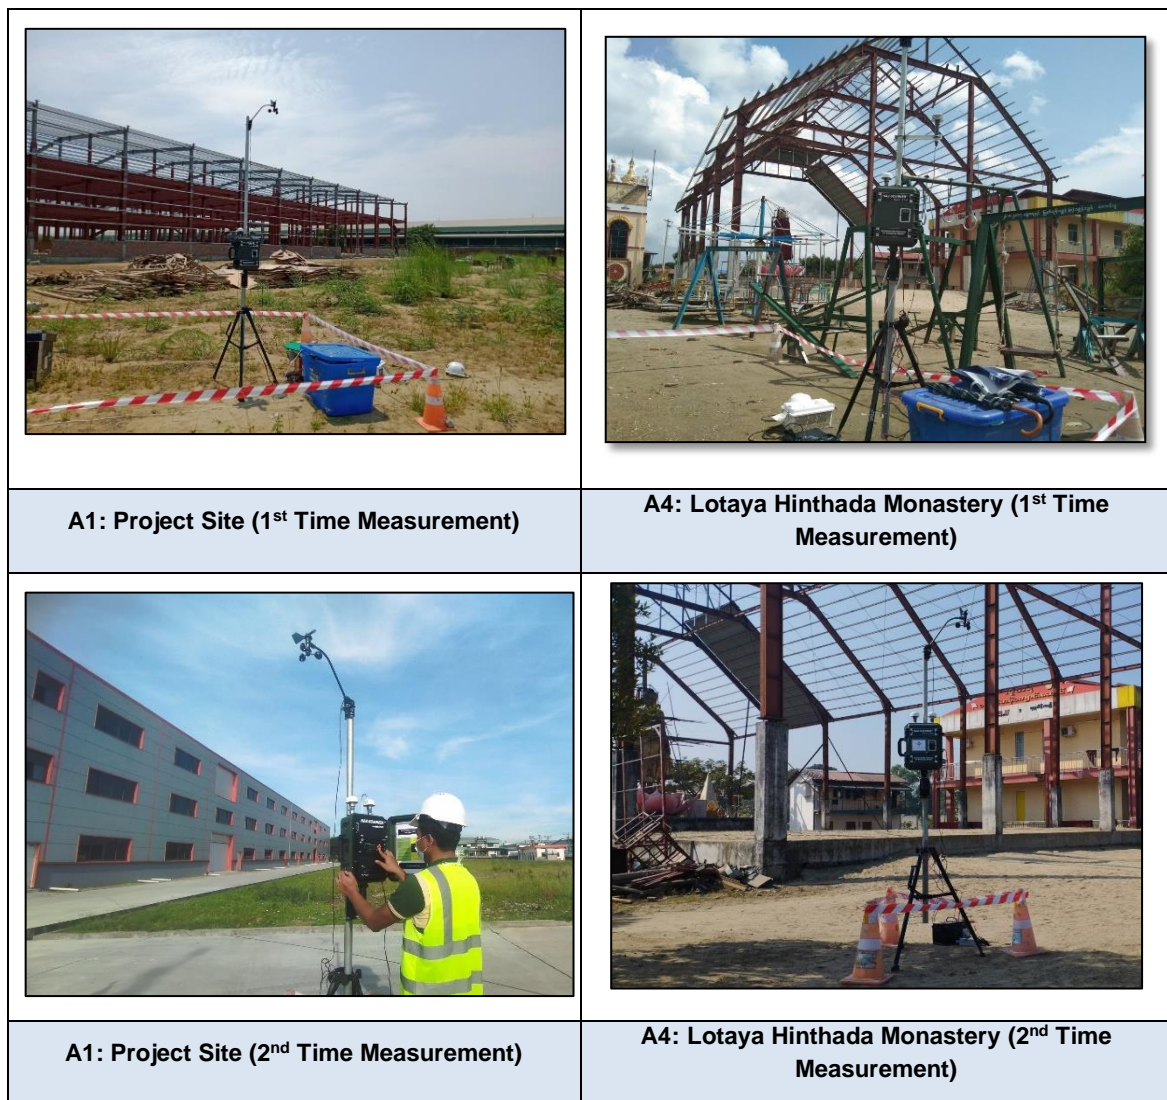 A1: Project Site (1st Time Measurement)
A4: Lotaya Hinthada Monastery (1st Time
Measurement)
A1: Project Site (2nd Time Measurement)
A4: Lotaya Hinthada Monastery (2nd Time
Measurement)